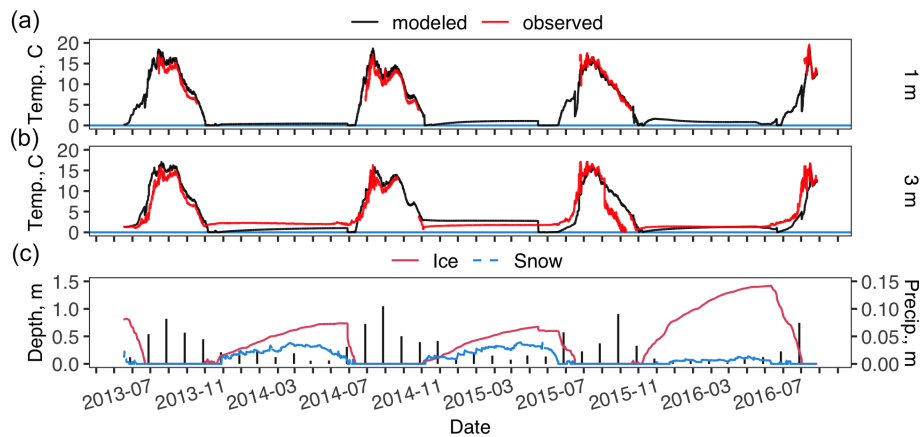 (a)
modeled observed
Temp., C
20
15
10
5
0
1 m
(b)
Temp., C
20
15
10
5
0
3 m
(c)
Ice Snow
Depth, m
1.5
1.0
0.5
0.0
0.15
0.10
0.05
0.00
Precip., m
2013-07 2013-11 2014-03 2014-07 2014-11 2015-03 2015-07 2015-11 2016-03 2016-07
Date